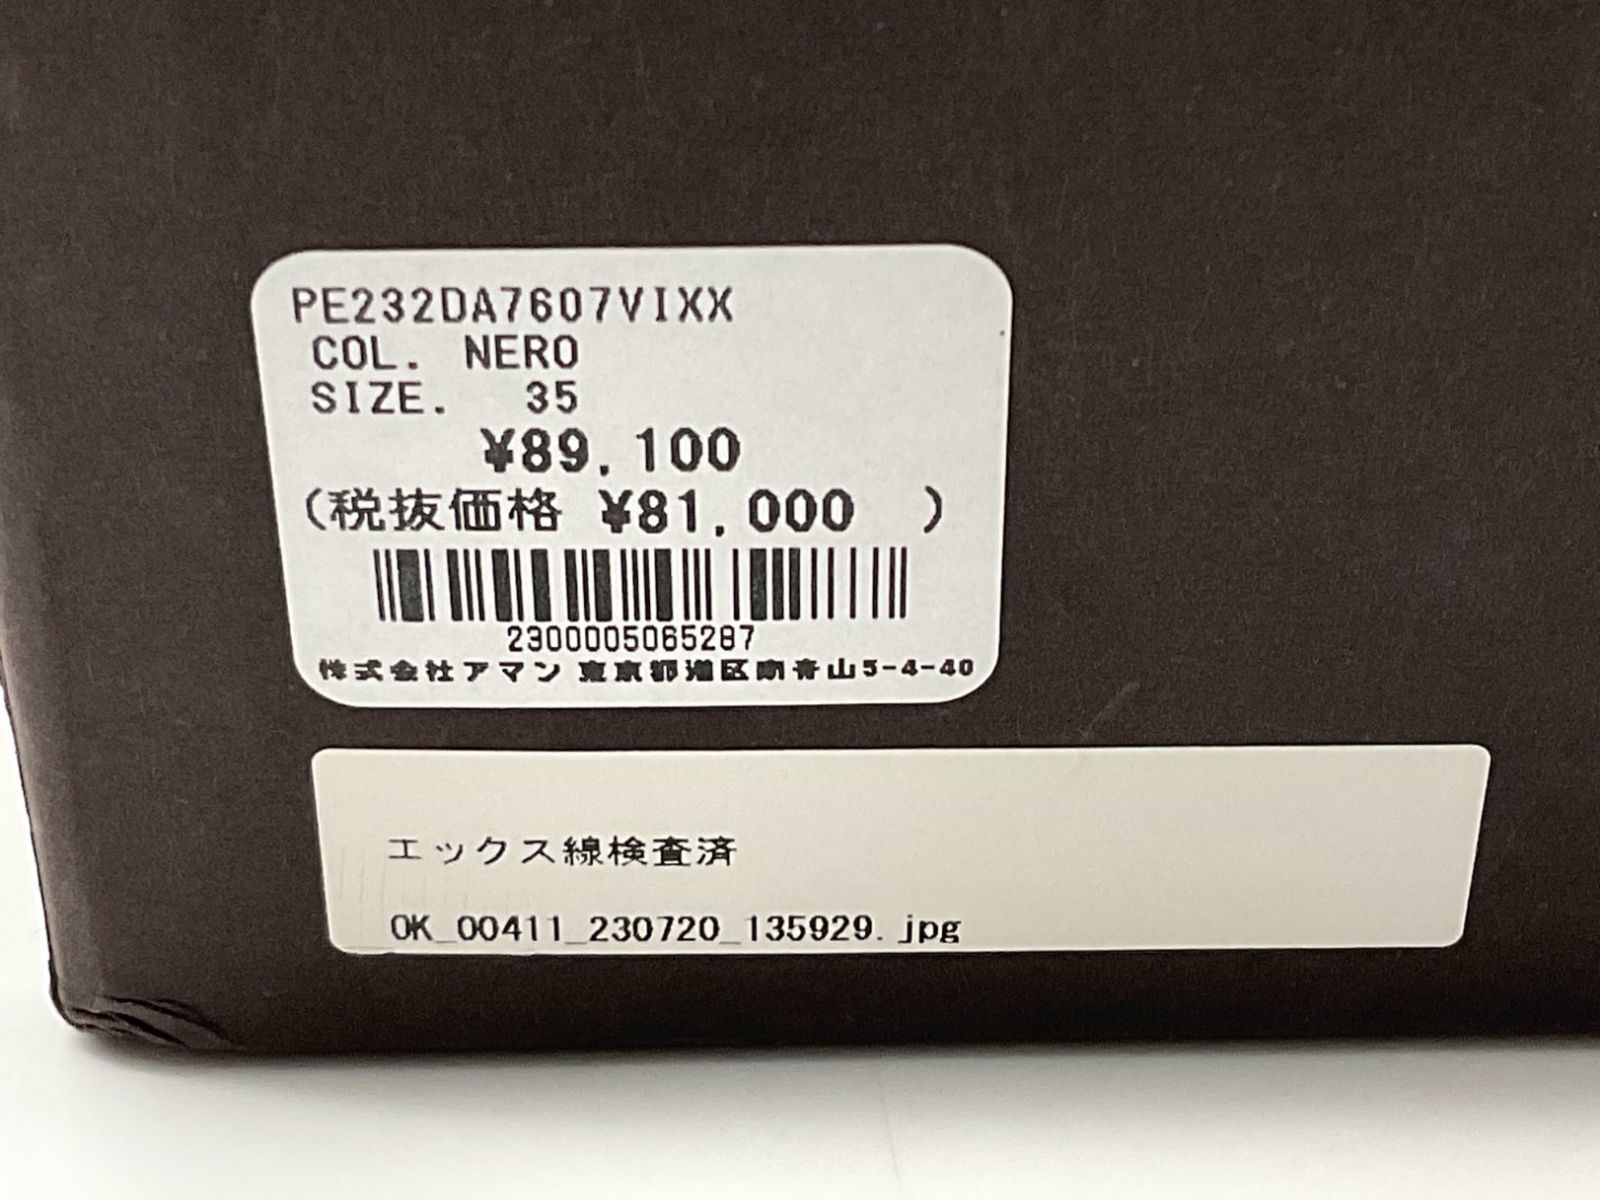 PE232DA7607VIXX
COL. NERO
SIZE. 35
¥89,100
(税抜価格 ¥81,000 )
2300005065287
株式会社アマン 東京都港区南青山5-4-40
エックス線検査済
OK_00411_230720_135929.jpg